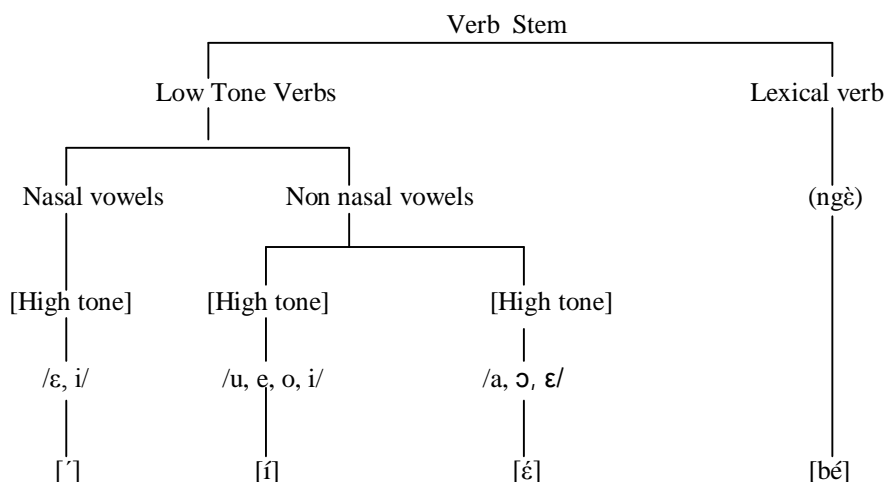 Verb Stem
Low Tone Verbs Lexical verb
Nasal vowels Non nasal vowels (ngɛ̀)
[High tone] [High tone] [High tone]
/ɛ, i/ /u, e, o, i/ /a, ɔ, ɛ/
[´] [í] [ɛ́] [bé]